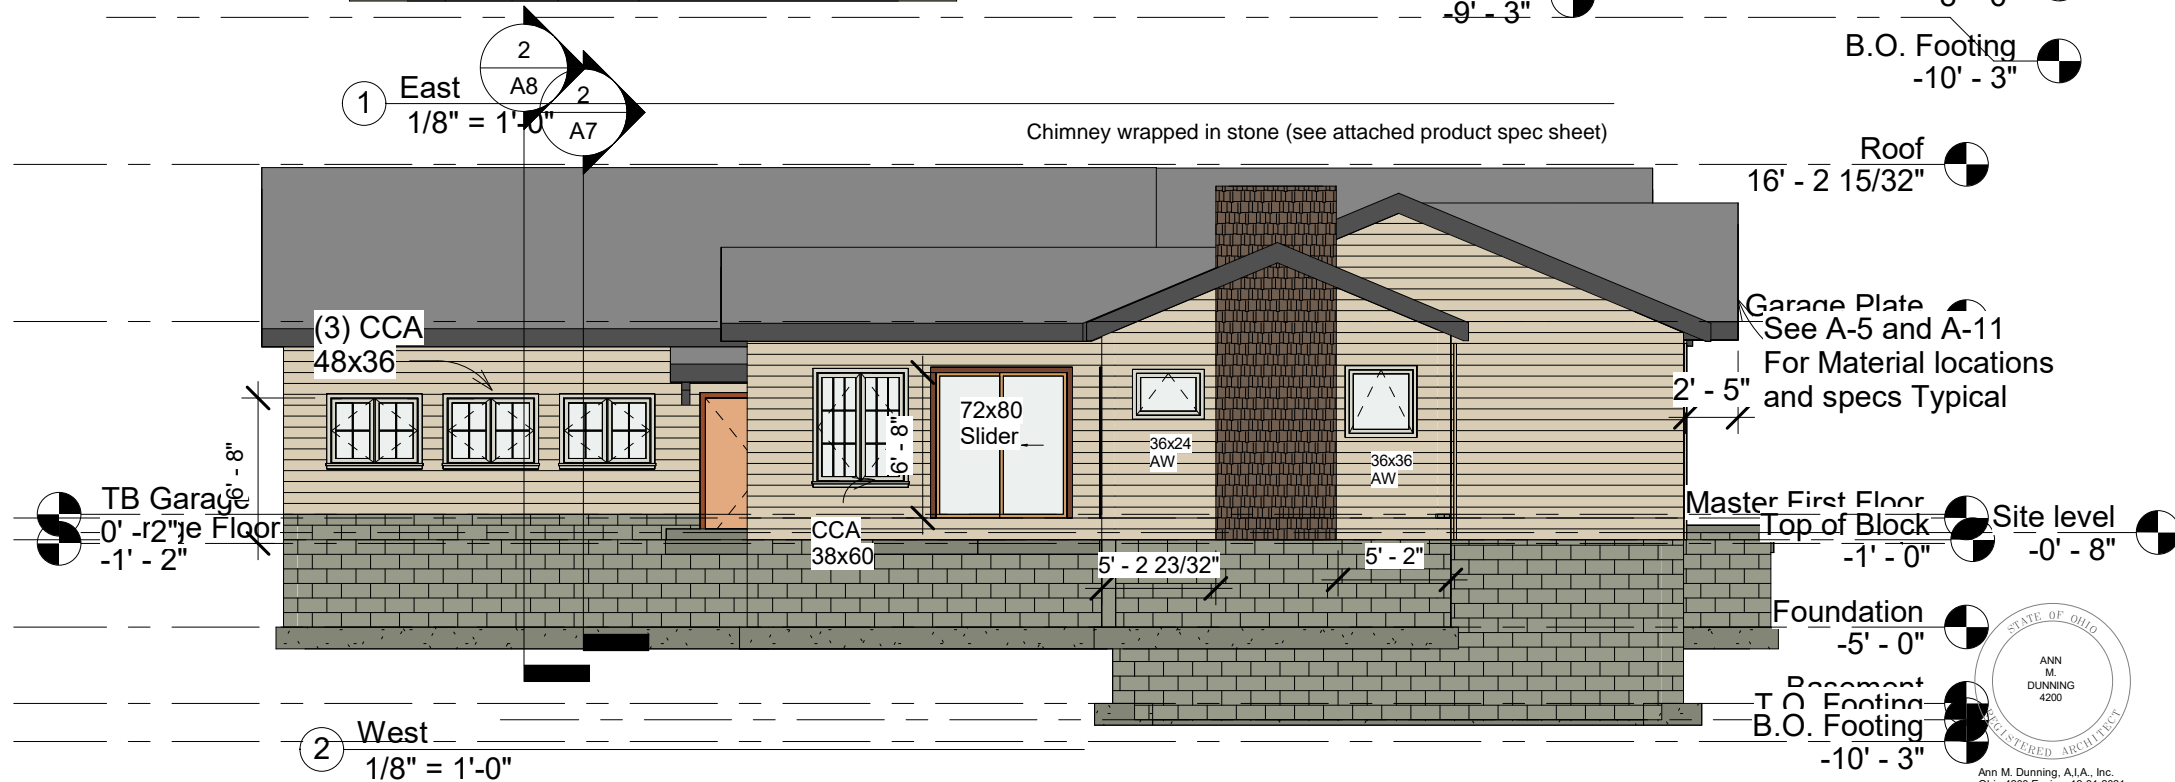 -9' - 3"
B.O. Footing
-10' - 3"
2
A8
2
A7
1
East
1/8" = 1'-0"
Chimney wrapped in stone (see attached product spec sheet)
Roof
16' - 2 15/32"
(3) CCA
48x36
Garage Plate
See A-5 and A-11
For Material locations
and specs Typical
2' - 5"
6' - 8"
6' - 8"
72x80
Slider
36x24
AW
36x36
AW
CCA
38x60
TB Garage
0' - 2"
Floor
-1' - 2"
Master First Floor
Top of Block
-1' - 0"
Site level
-0' - 8"
5' - 2 23/32"
5' - 2"
Foundation
-5' - 0"
Basement
T.O. Footing
B.O. Footing
-10' - 3"
STATE OF OHIO
ANN
M.
DUNNING
4200
REGISTERED ARCHITECT
Ann M. Dunning, A.I.A., Inc.
2
West
1/8" = 1'-0"